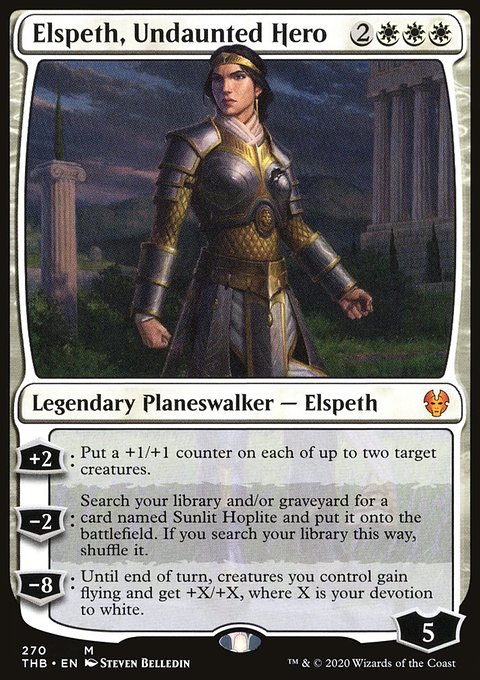 Elspeth, Undaunted Hero 2
Legendary Planeswalker — Elspeth
+2: Put a +1/+1 counter on each of up to two target
creatures.
Search your library and/or graveyard for a
-2: card named Sunlit Hoplite and put it onto the
battlefield. If you search your library this way,
shuffle it.
-8: Until end of turn, creatures you control gain
flying and get +X/+X, where X is your devotion
to white.
5
270 M
THB • EN Steven Belledin
™ & © 2020 Wizards of the Coast